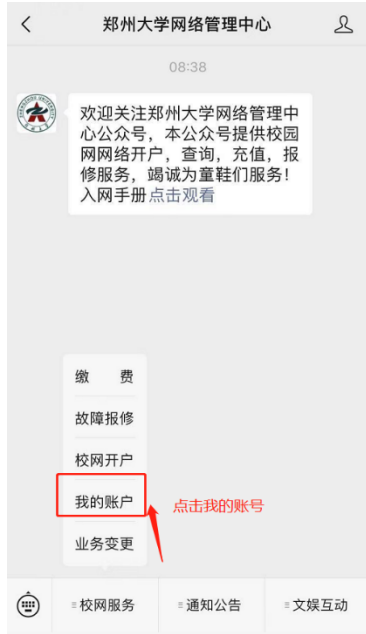 郑州大学网络管理中心
08:38
欢迎关注郑州大学网络管理中
心公众号，本公众号提供校园
网网络开户，查询，充值，报
修服务，竭诚为童鞋们服务！
入网手册点击观看
缴 费
故障报修
校网开户
我的账户
点击我的账号
业务变更
校网服务
通知公告
文娱互动